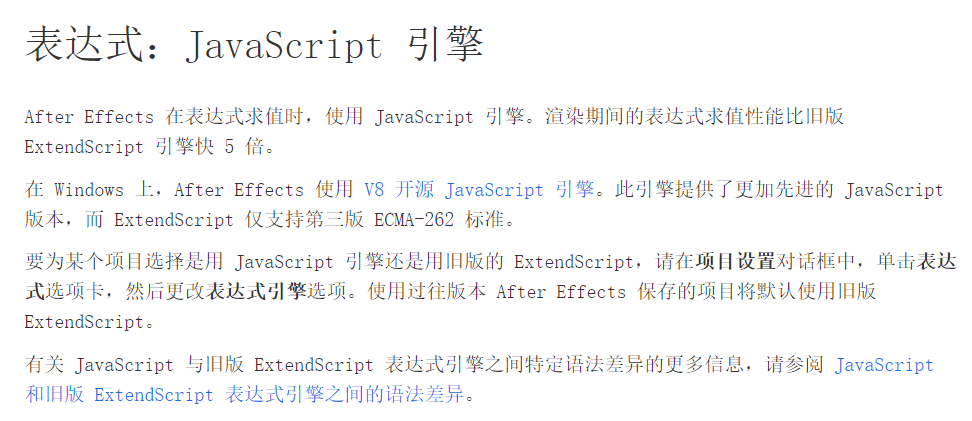 表达式：JavaScript 引擎
After Effects 在表达式求值时，使用 JavaScript 引擎。渲染期间的表达式求值性能比旧版
ExtendScript 引擎快 5 倍。
在 Windows 上，After Effects 使用 V8 开源 JavaScript 引擎。此引擎提供了更加先进的 JavaScript
版本，而 ExtendScript 仅支持第三版 ECMA-262 标准。
要为某个项目选择是用 JavaScript 引擎还是用旧版的 ExtendScript，请在项目设置对话框中，单击表达
式选项卡，然后更改表达式引擎选项。使用过往版本 After Effects 保存的项目将默认使用旧版
ExtendScript。
有关 JavaScript 与旧版 ExtendScript 表达式引擎之间特定语法差异的更多信息，请参阅 JavaScript
和旧版 ExtendScript 表达式引擎之间的语法差异。